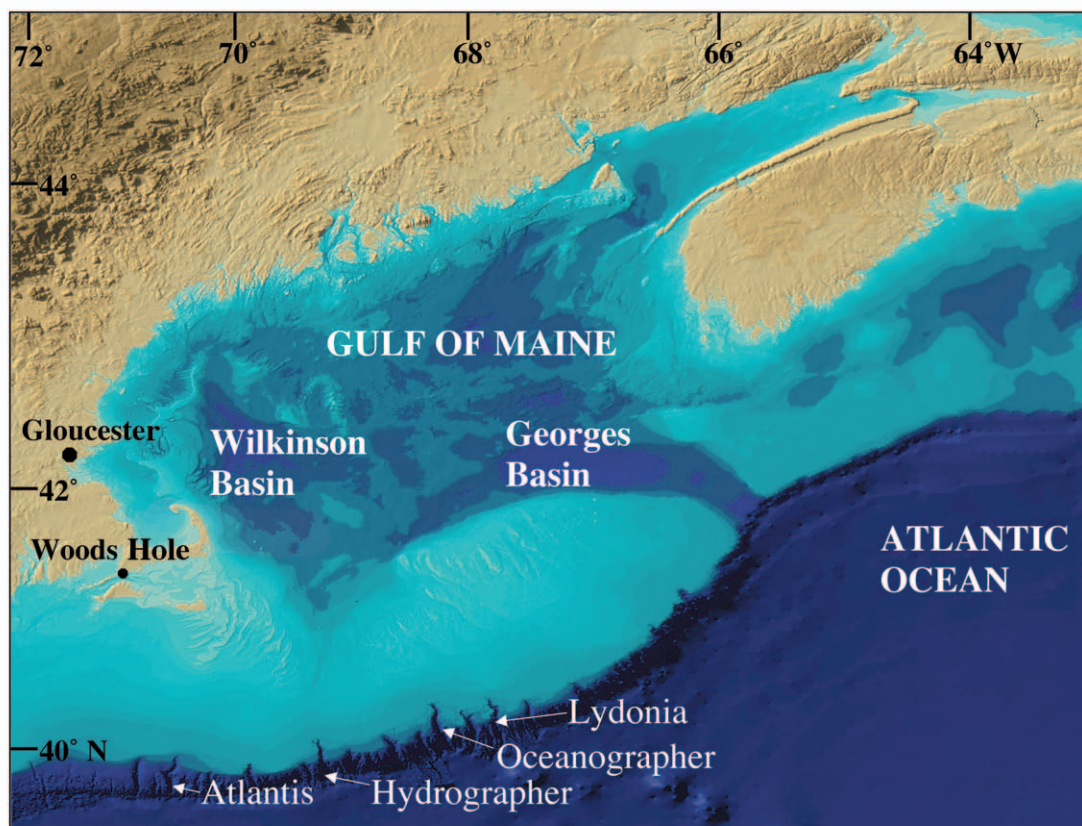 72° 70° 68° 66° 64°W
44°
GULF OF MAINE
Gloucester
Wilkinson
Basin
Georges
Basin
42°
Woods Hole
ATLANTIC
OCEAN
Lydonia
40° N
Oceanographer
Atlantis
Hydrographer